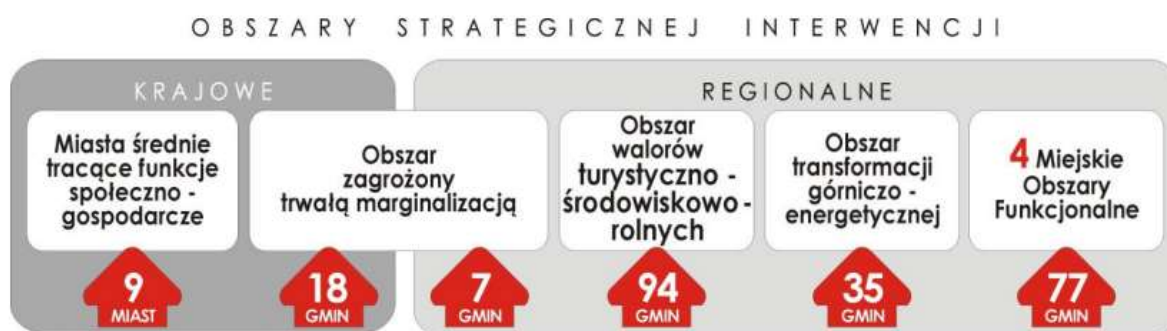 OBSZARY STRATEGICZNEJ INTERWENCJI
KRAJOWE
REGIONALNE
Miasta średnie
tracące funkcje
społeczno -
gospodarcze
Obszar
zagrożony
trwałą marginalizacją
Obszar
walorów
turystyczno -
środowiskowo -
rolnych
Obszar
transformacji
górniczo -
energetycznej
4 Miejskie
Obszary
Funkcjonalne
9
MIAST
18
GMIN
7
GMIN
94
GMIN
35
GMIN
77
GMIN